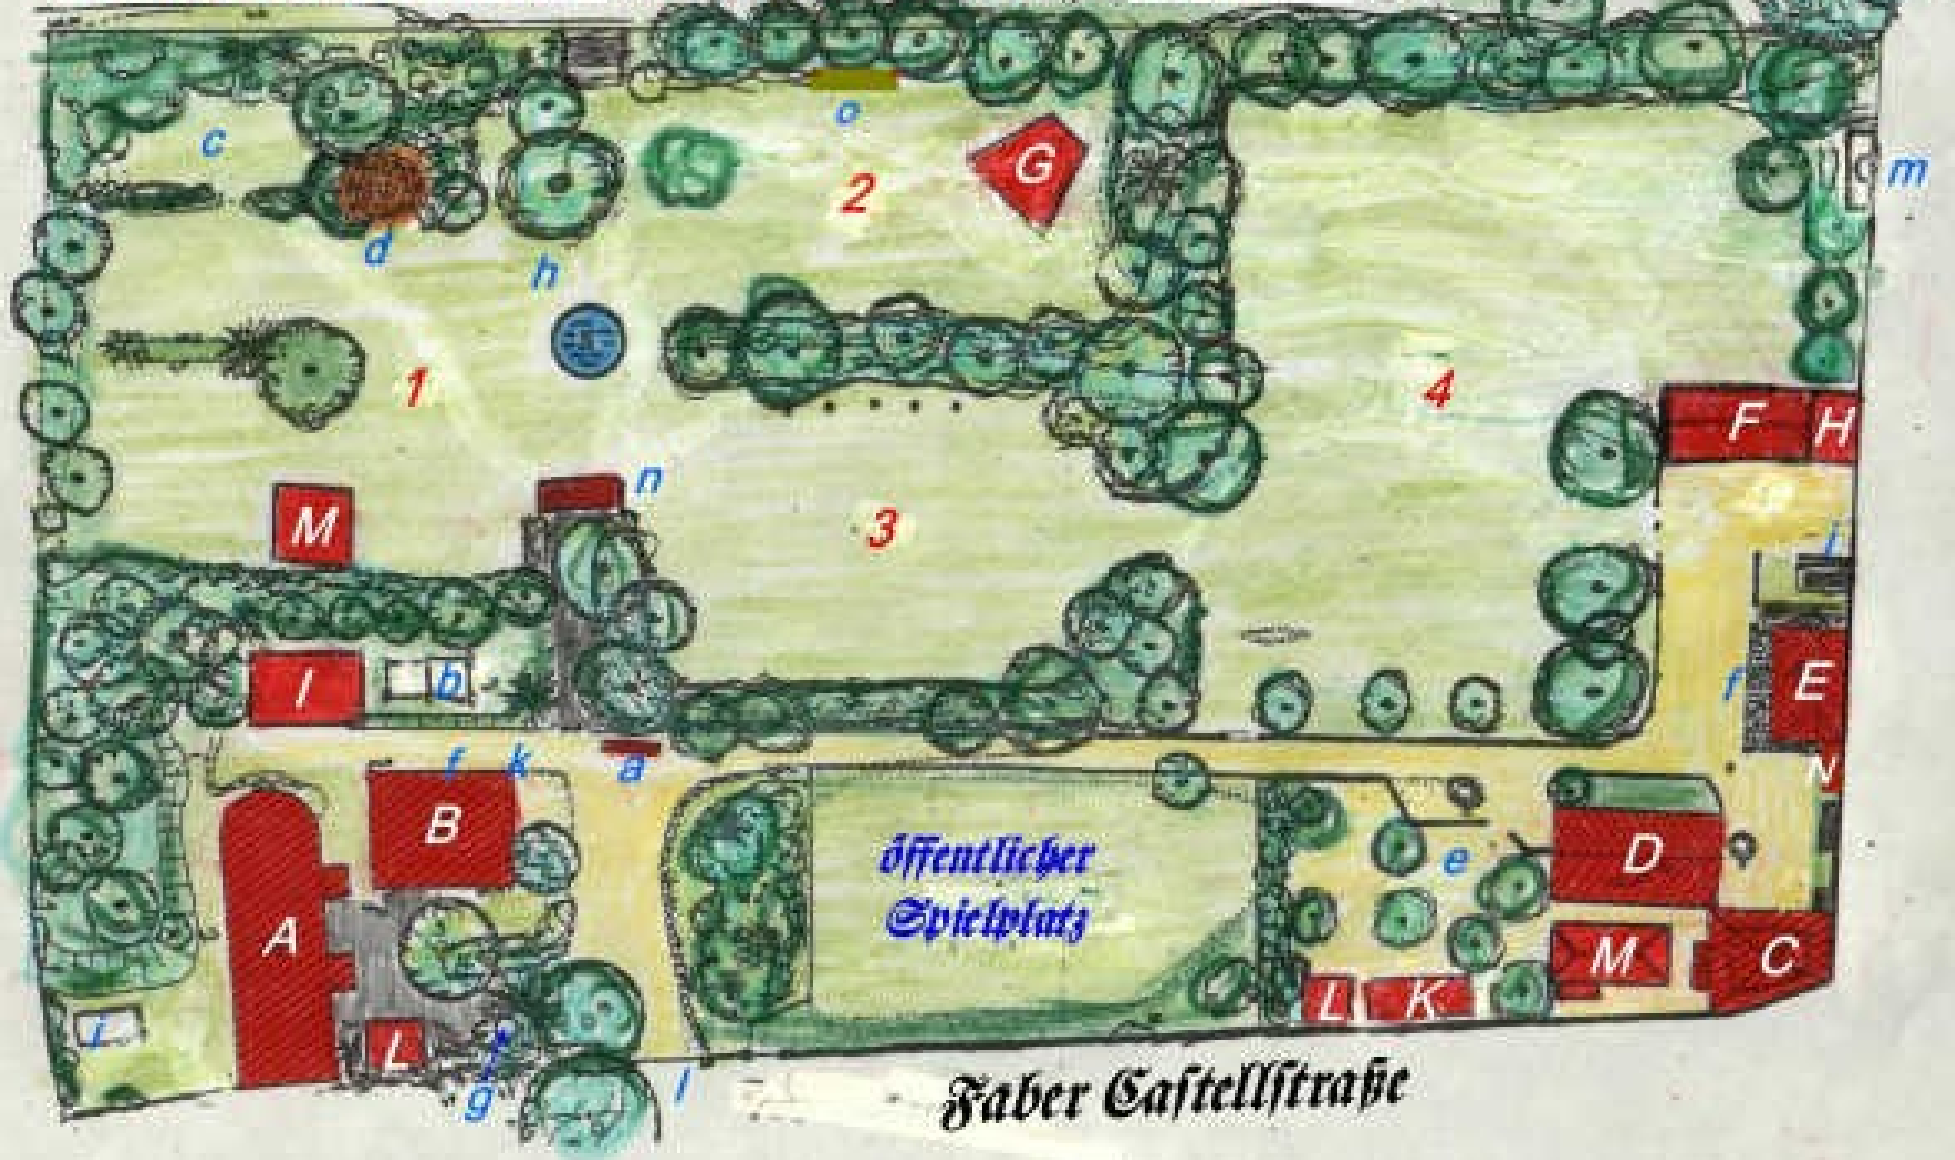 c
o
G
m
2
d
h
1
4
F H
n
M
3
i
I
b
E
f
f k
a
N
B
öffentlicher
Spielplatz
e
D
A
M
C
L K
i
L
f
g
l
Faber Castellstraße